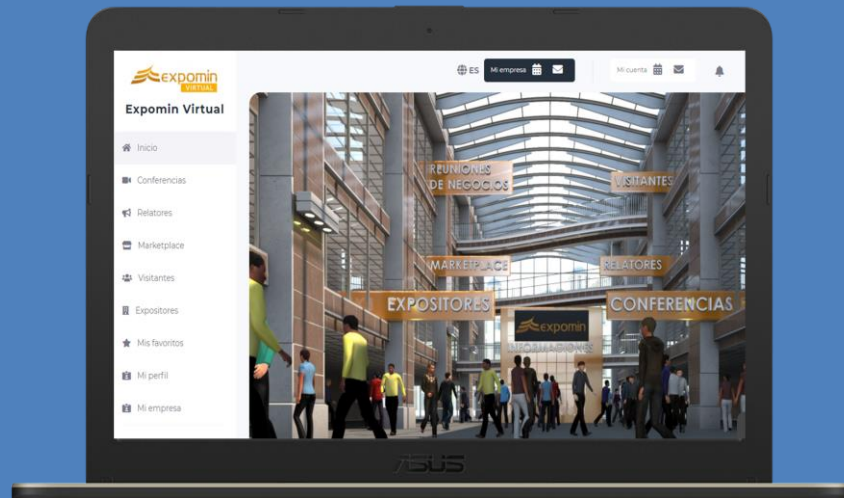 expomin
VIRTUAL
Expomin Virtual
Inicio
Conferencias
Relatores
Marketplace
Visitantes
Expositores
Mis favoritos
Mi perfil
Mi empresa
ES
Mi empresa
Mi cuenta
REUNIONES
DE NEGOCIOS
VISITANTES
MARKETPLACE
RELATORES
EXPOSITORES
CONFERENCIAS
expomin
INFORMACIONES
ASUS